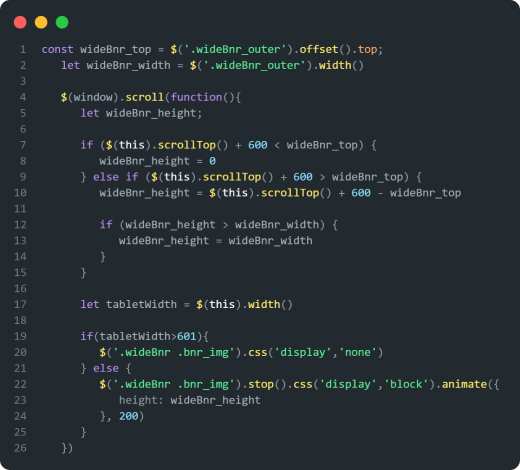 1 const wideBnr_top = $('.wideBnr_outer').offset().top;
2 let wideBnr_width = $('.wideBnr_outer').width()
3
4 $(window).scroll(function(){
5 let wideBnr_height;
6
7 if ($(this).scrollTop() + 600 < wideBnr_top) {
8 wideBnr_height = 0
9 } else if ($(this).scrollTop() + 600 > wideBnr_top) {
10 wideBnr_height = $(this).scrollTop() + 600 - wideBnr_top
11
12 if (wideBnr_height > wideBnr_width) {
13 wideBnr_height = wideBnr_width
14 }
15 }
16
17 let tabletWidth = $(this).width()
18
19 if(tabletWidth>601){
20 $('.wideBnr .bnr_img').css('display','none')
21 } else {
22 $('.wideBnr .bnr_img').stop().css('display','block').animate({
23 height: wideBnr_height
24 }, 200)
25 }
26 })